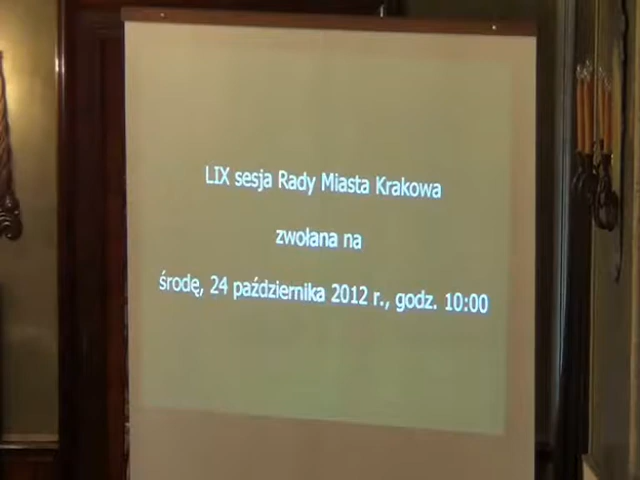 LIX sesja Rady Miasta Krakowa
zwołana na
środę, 24 października 2012 r., godz. 10:00